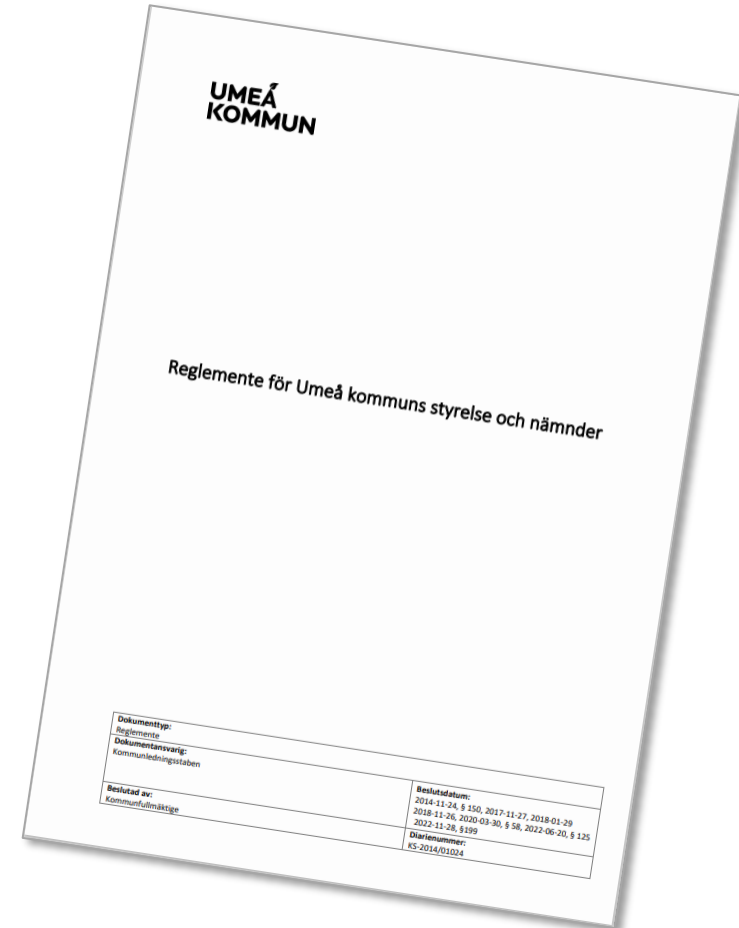 UMEÅ
KOMMUN
Reglemente för Umeå kommuns styrelse och nämnder
Dokumenttyp:
Reglemente
Dokumentansvarig:
Kommunledningsstaben
Beslutad av:
Kommunfullmäktige
Beslutsdatum:
2014-11-24, § 150, 2017-11-27, 2018-01-29
2018-11-26, 2020-03-30, § 58, 2022-06-20, § 125
2022-11-28, §199
Diarienummer:
KS-2014/01024